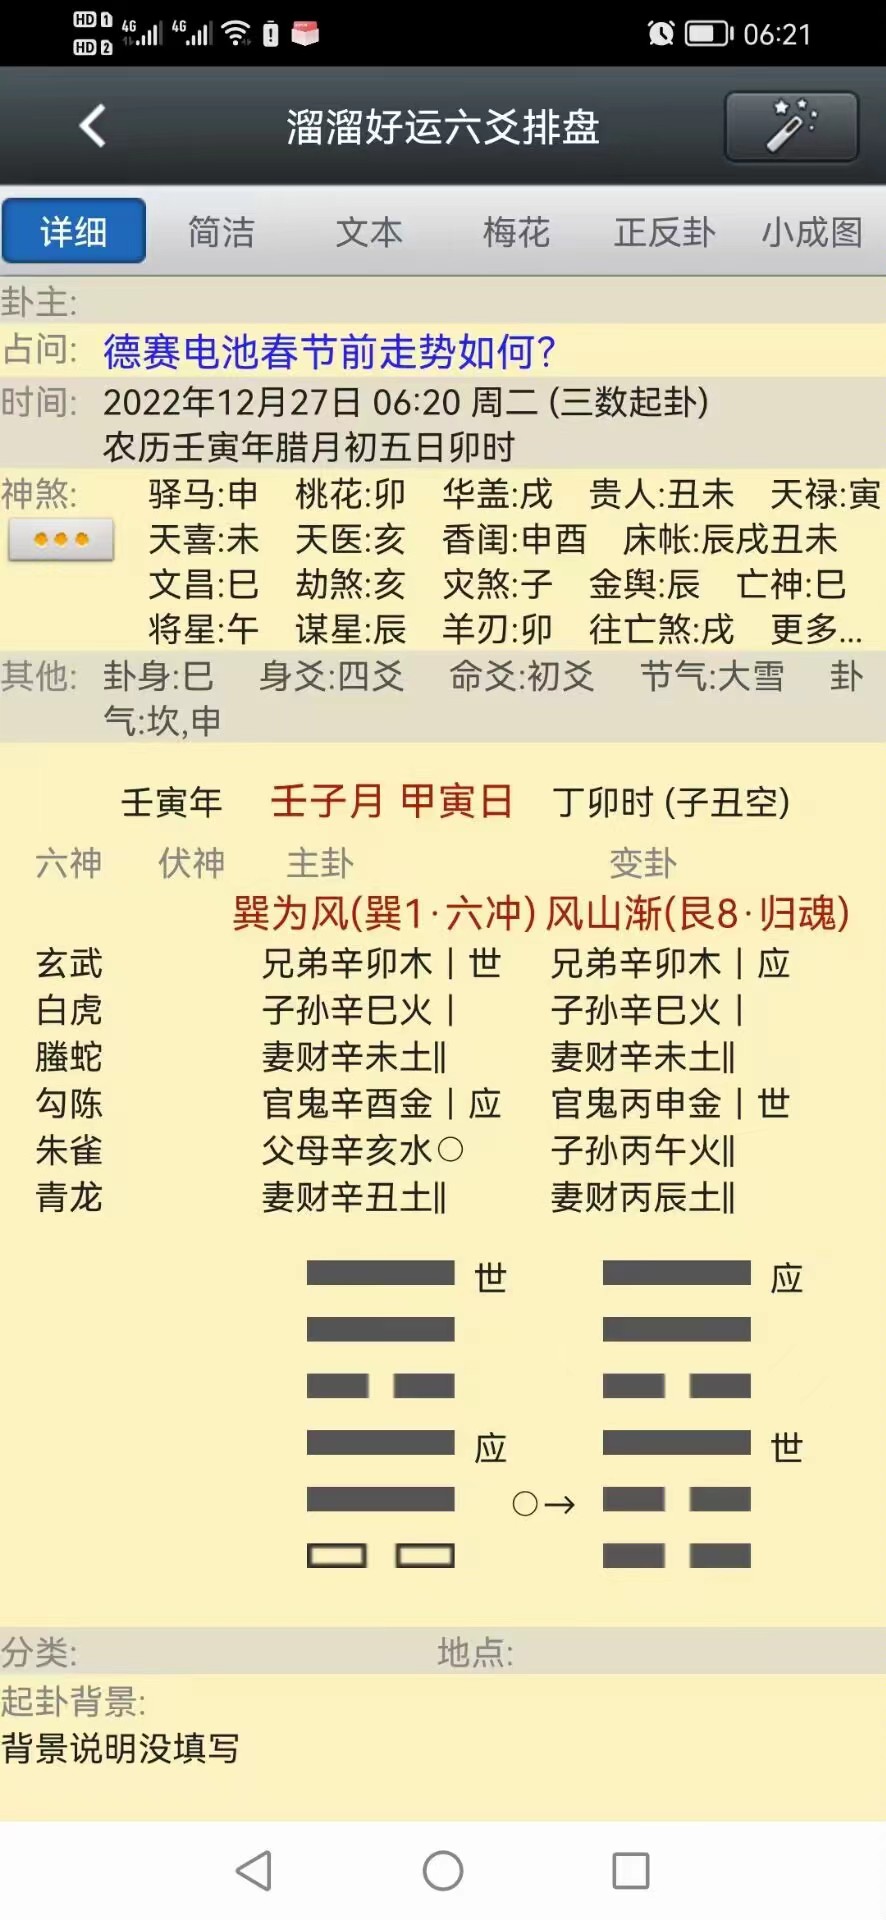 HD 1 4G 4G 06:21
HD 2
溜溜好运六爻排盘
详细 简洁 文本 梅花 正反卦 小成图
卦主:
占问: 德赛电池春节前走势如何?
时间: 2022年12月27日 06:20 周二 (三数起卦)
农历壬寅年腊月初五日卯时
神煞: 驿马:申 桃花:卯 华盖:戌 贵人:丑未 天禄:寅
天喜:未 天医:亥 香闺:申酉 床帐:辰戌丑未
文昌:巳 劫煞:亥 灾煞:子 金舆:辰 亡神:巳
将星:午 谋星:辰 羊刃:卯 往亡煞:戌 更多...
其他: 卦身:巳 身爻:四爻 命爻:初爻 节气:大雪 卦
气:坎,申
壬寅年 壬子月 甲寅日 丁卯时 (子丑空)
六神 伏神 主卦 变卦
巽为风(巽1·六冲) 风山渐(艮8·归魂)
玄武 兄弟辛卯木 世 兄弟辛卯木 应
白虎 子孙辛巳火 子孙辛巳火
螣蛇 妻财辛未土 妻财辛未土
勾陈 官鬼辛酉金 应 官鬼丙申金 世
朱雀 父母辛亥水○ 子孙丙午火
青龙 妻财辛丑土 妻财丙辰土
世 应
应 世
○→
分类: 地点:
起卦背景:
背景说明没填写